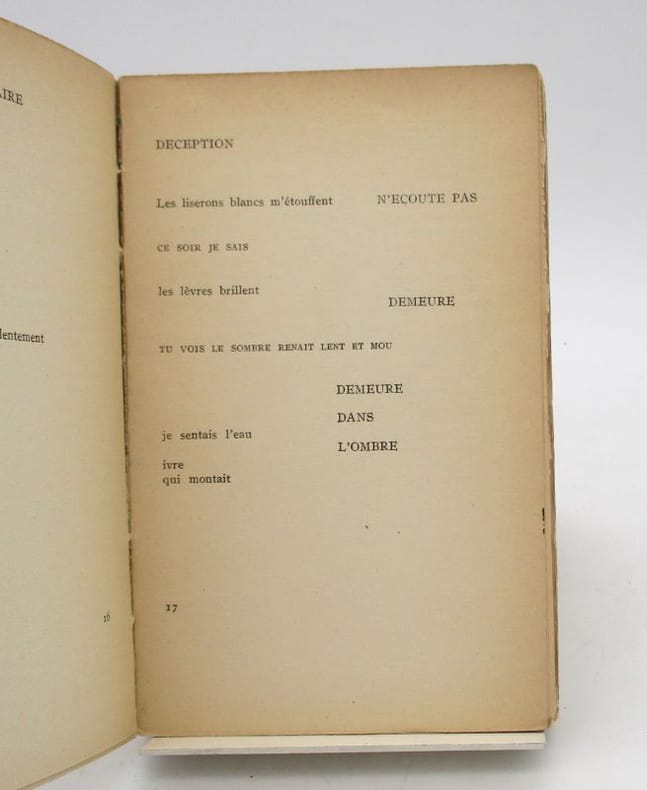 AIRE
lentement
16
DECEPTION
Les liserons blancs m'étouffent N'ECOUTE PAS
CE SOIR JE SAIS
les lèvres brillent
DEMEURE
TU VOIS LE SOMBRE RENAIT LENT ET MOU
DEMEURE
DANS
je sentais l'eau
L'OMBRE
ivre
qui montait
17